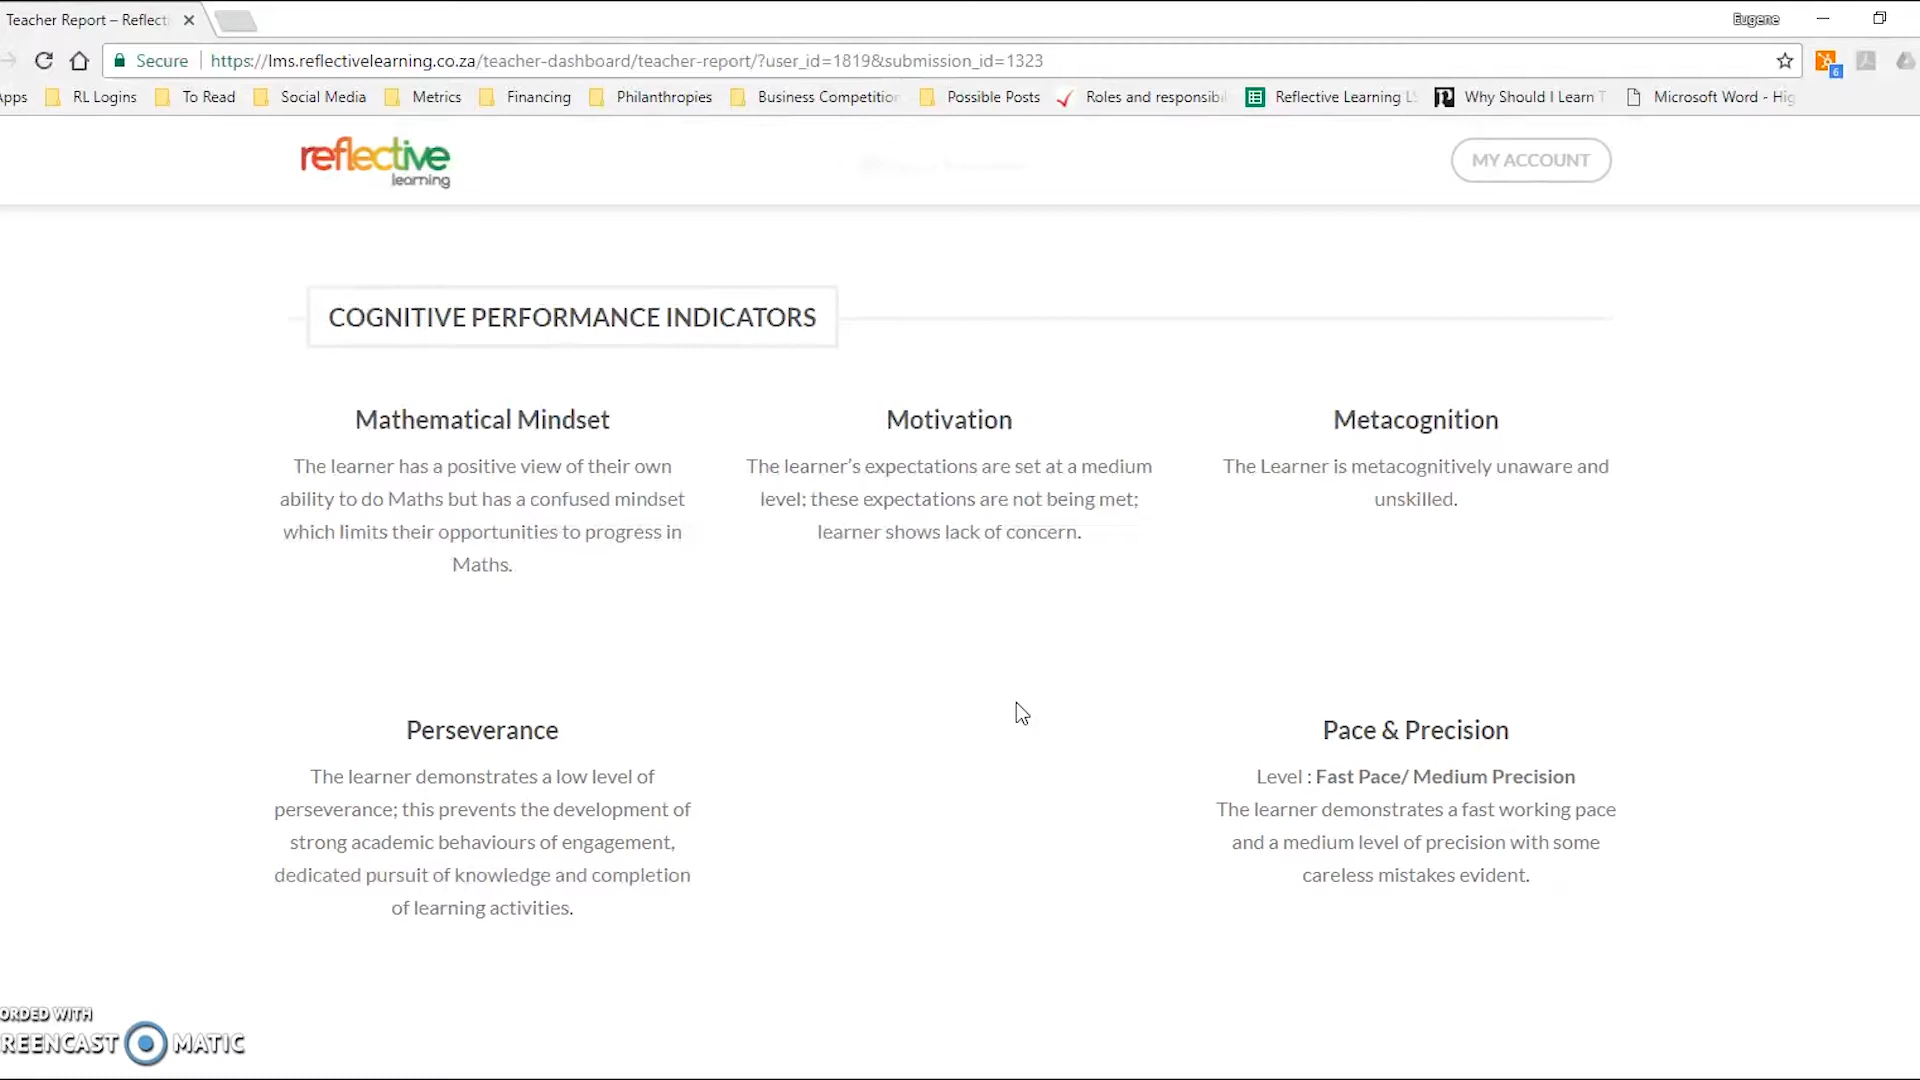 Teacher Report – Reflecti
Eugene
Secure https://lms.reflectivelearning.co.za/teacher-dashboard/teacher-report/?user_id=1819&submission_id=1323
6
pps RL Logins To Read Social Media Metrics Financing Philanthropies Business Competition Possible Posts Roles and responsibi Reflective Learning L Why Should I Learn T Microsoft Word - Hig
reflective
learning
MY ACCOUNT
COGNITIVE PERFORMANCE INDICATORS
Mathematical Mindset
The learner has a positive view of their own
ability to do Maths but has a confused mindset
which limits their opportunities to progress in
Maths.
Motivation
The learner’s expectations are set at a medium
level; these expectations are not being met;
learner shows lack of concern.
Metacognition
The Learner is metacognitively unaware and
unskilled.
Perseverance
The learner demonstrates a low level of
perseverance; this prevents the development of
strong academic behaviours of engagement,
dedicated pursuit of knowledge and completion
of learning activities.
Pace & Precision
Level : Fast Pace/ Medium Precision
The learner demonstrates a fast working pace
and a medium level of precision with some
careless mistakes evident.
ORDED WITH
REENCAST MATIC